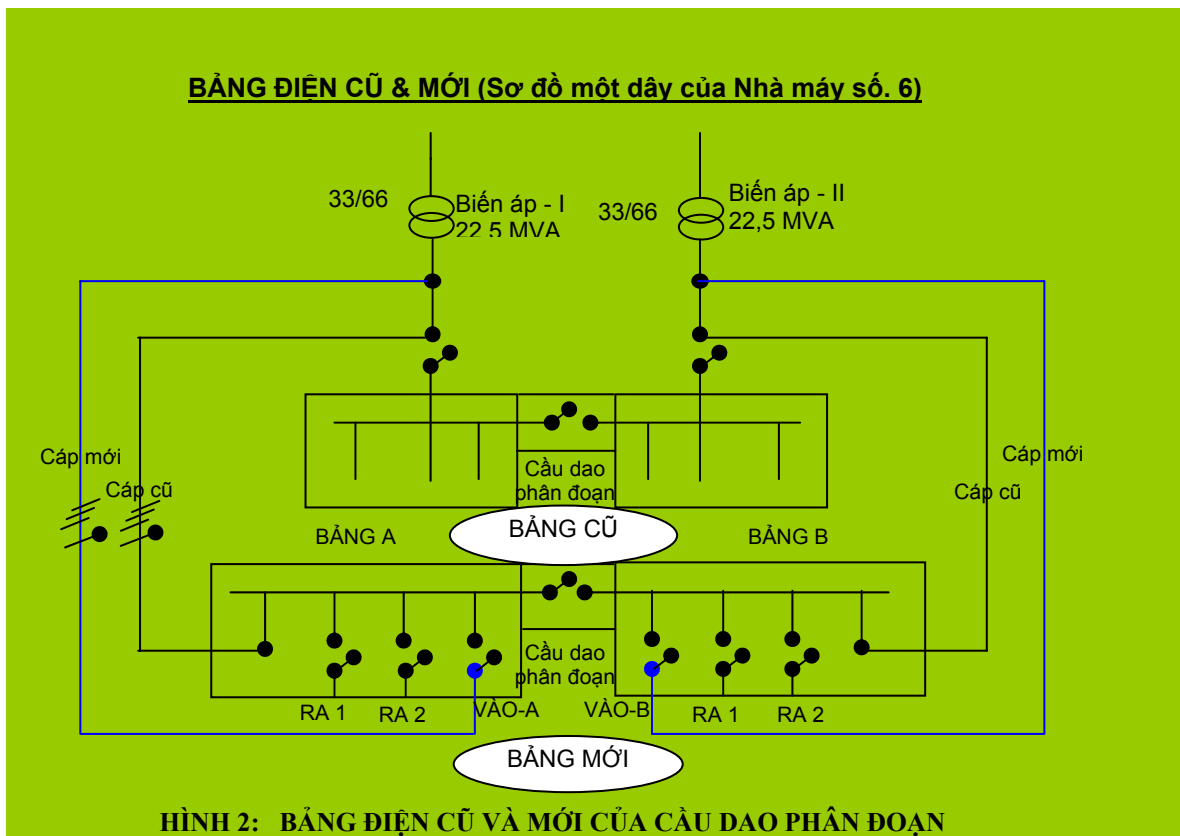 BẢNG ĐIỆN CŨ & MỚI (Sơ đồ một dây của Nhà máy số. 6)
33/66
Biến áp - I
22,5 MVA
33/66
Biến áp - II
22,5 MVA
Cáp mới
Cáp cũ
Cầu dao
phân đoạn
Cáp mới
Cáp cũ
BẢNG A
BẢNG CŨ
BẢNG B
Cầu dao
phân đoạn
RA 1
RA 2
VÀO-A
VÀO-B
RA 1
RA 2
BẢNG MỚI
HÌNH 2: BẢNG ĐIỆN CŨ VÀ MỚI CỦA CẦU DAO PHÂN ĐOẠN